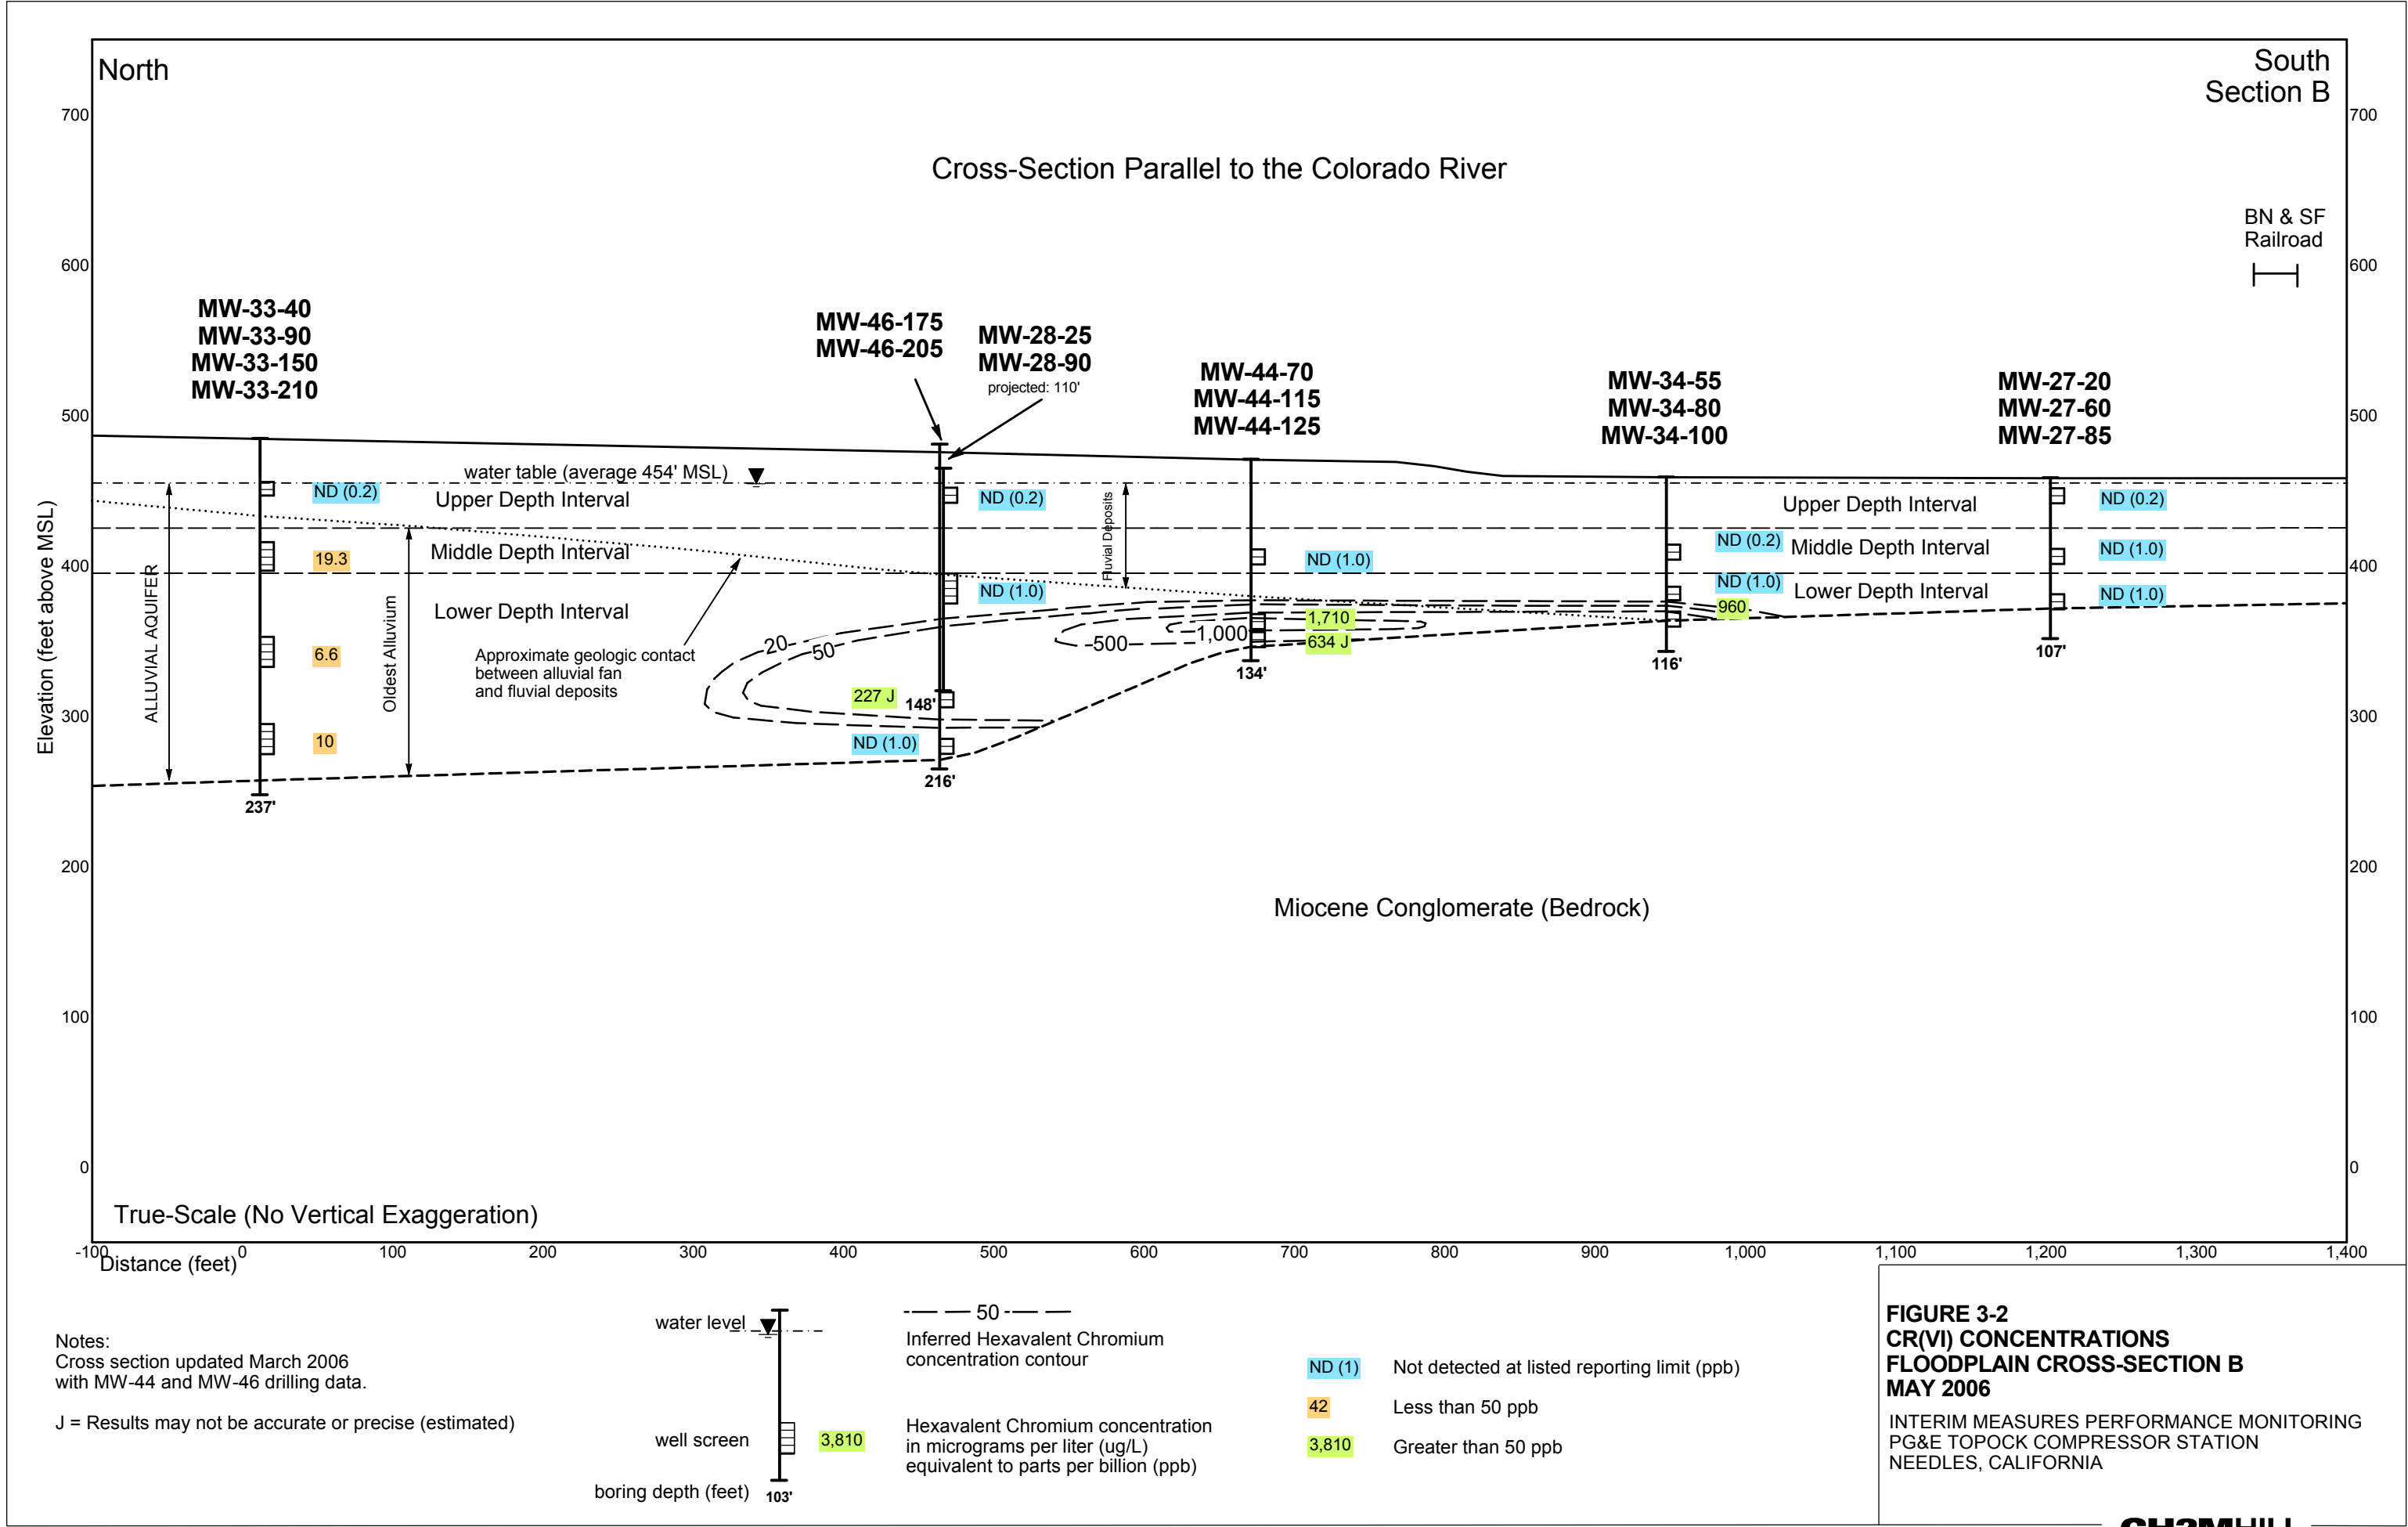 North
South
Section B
Cross-Section Parallel to the Colorado River
BN & SF
Railroad
700
600
500
400
300
200
100
0
Elevation (feet above MSL)
700
600
500
400
300
200
100
0
MW-33-40
MW-33-90
MW-33-150
MW-33-210
MW-46-175
MW-46-205
MW-28-25
MW-28-90
projected: 110'
MW-44-70
MW-44-115
MW-44-125
MW-34-55
MW-34-80
MW-34-100
MW-27-20
MW-27-60
MW-27-85
water table (average 454' MSL)
Upper Depth Interval
Middle Depth Interval
Lower Depth Interval
ALLUVIAL AQUIFER
Oldest Alluvium
Fluvial Deposits
Approximate geologic contact
between alluvial fan
and fluvial deposits
ND (0.2)
19.3
6.6
10
237'
20
50
ND (0.2)
ND (1.0)
227 J
148'
ND (1.0)
216'
500
1,000
ND (1.0)
1,710
634 J
134'
ND (0.2)
ND (1.0)
960
116'
Upper Depth Interval
Middle Depth Interval
Lower Depth Interval
ND (0.2)
ND (1.0)
ND (1.0)
107'
Miocene Conglomerate (Bedrock)
True-Scale (No Vertical Exaggeration)
-100 0 100 200 300 400 500 600 700 800 900 1,000 1,100 1,200 1,300 1,400
Distance (feet)
Notes:
Cross section updated March 2006
with MW-44 and MW-46 drilling data.
J = Results may not be accurate or precise (estimated)
water level
well screen
3,810
boring depth (feet)
103'
50
Inferred Hexavalent Chromium
concentration contour
Hexavalent Chromium concentration
in micrograms per liter (ug/L)
equivalent to parts per billion (ppb)
ND (1) Not detected at listed reporting limit (ppb)
42 Less than 50 ppb
3,810 Greater than 50 ppb
FIGURE 3-2
CR(VI) CONCENTRATIONS
FLOODPLAIN CROSS-SECTION B
MAY 2006
INTERIM MEASURES PERFORMANCE MONITORING
PG&E TOPOCK COMPRESSOR STATION
NEEDLES, CALIFORNIA
CH2MHILL